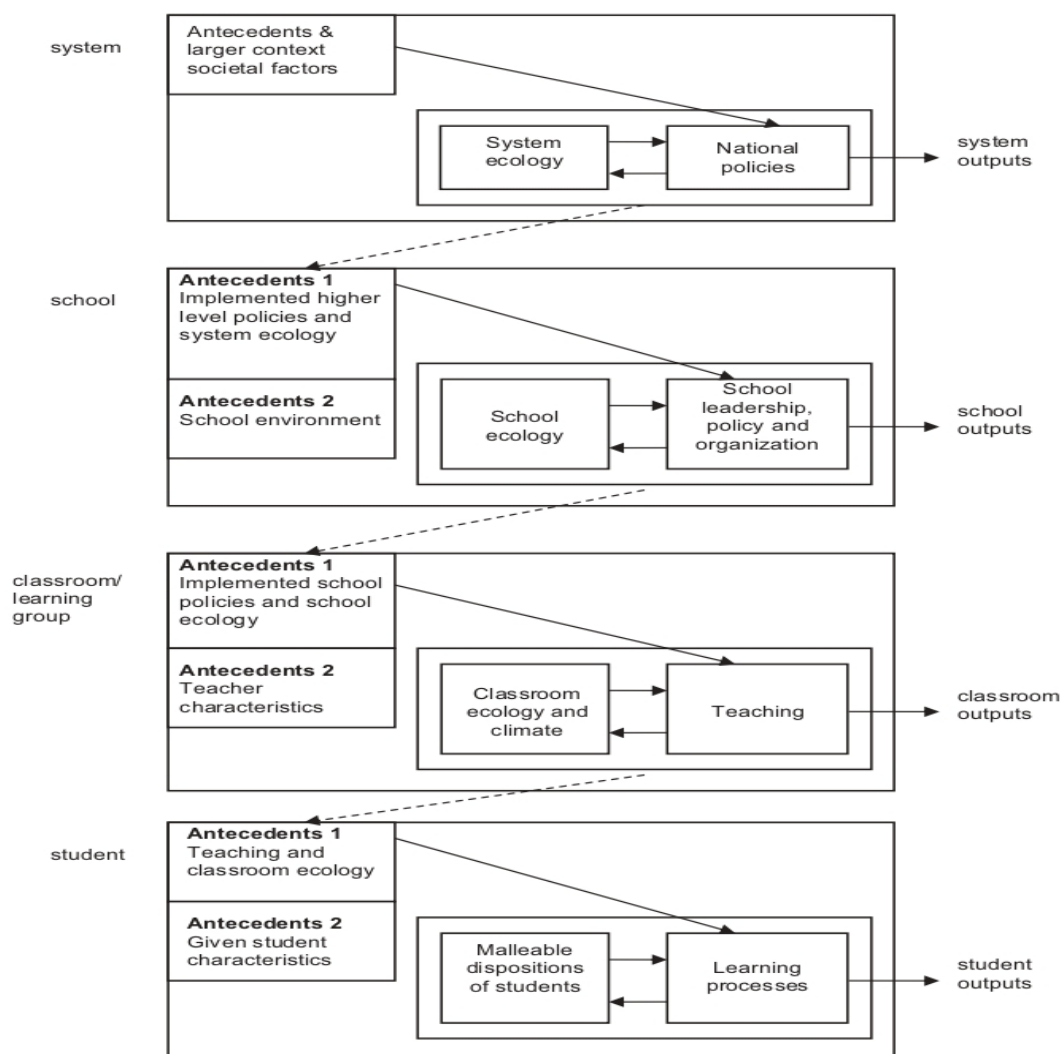 system
Antecedents &
larger context
societal factors
System
ecology
National
policies
system
outputs
school
Antecedents 1
Implemented higher
level policies and
system ecology
Antecedents 2
School environment
School
ecology
School
leadership,
policy and
organization
school
outputs
classroom/
learning
group
Antecedents 1
Implemented school
policies and school
ecology
Antecedents 2
Teacher
characteristics
Classroom
ecology and
climate
Teaching
classroom
outputs
student
Antecedents 1
Teaching and
classroom ecology
Antecedents 2
Given student
characteristics
Malleable
dispositions
of students
Learning
processes
student
outputs